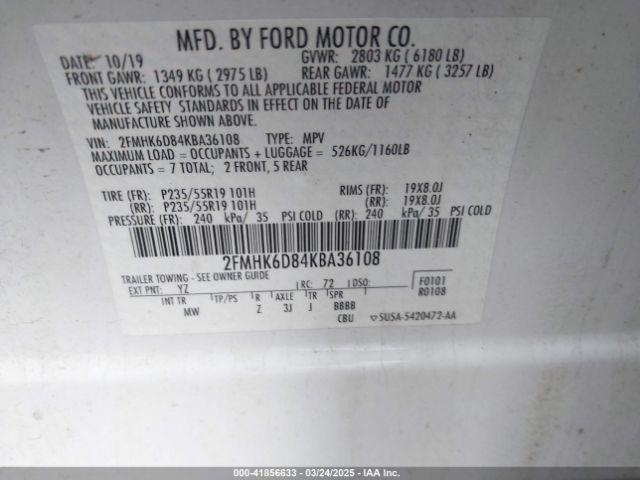 MFD. BY FORD MOTOR CO.
DATE: 10/19 GVWR: 2803 KG ( 6180 LB)
FRONT GAWR: 1349 KG ( 2975 LB) REAR GAWR: 1477 KG ( 3257 LB)
THIS VEHICLE CONFORMS TO ALL APPLICABLE FEDERAL MOTOR
VEHICLE SAFETY STANDARDS IN EFFECT ON THE DATE OF
MANUFACTURE SHOWN ABOVE.
VIN: 2FMHK6D84KBA36108 TYPE: MPV
MAXIMUM LOAD = OCCUPANTS + LUGGAGE = 526KG/1160LB
OCCUPANTS = 7 TOTAL; 2 FRONT, 5 REAR
TIRE (FR): P235/55R19 101H RIMS (FR): 19X8.0J
(RR): P235/55R19 101H (RR): 19X8.0J
PRESSURE (FR): 240 kPa/ 35 PSI COLD (RR): 240 kPa/ 35 PSI COLD
2FMHK6D84KBA36108
TRAILER TOWING - SEE OWNER GUIDE
EXT PNT: YZ RC: 72 DSO: F0101
INT TR TP/PS R AXLE TR SPR R0108
MW Z 3J J BBBB
CBU 5U5A-5420472-AA
000-41856633 - 03/24/2025 - IAA Inc.